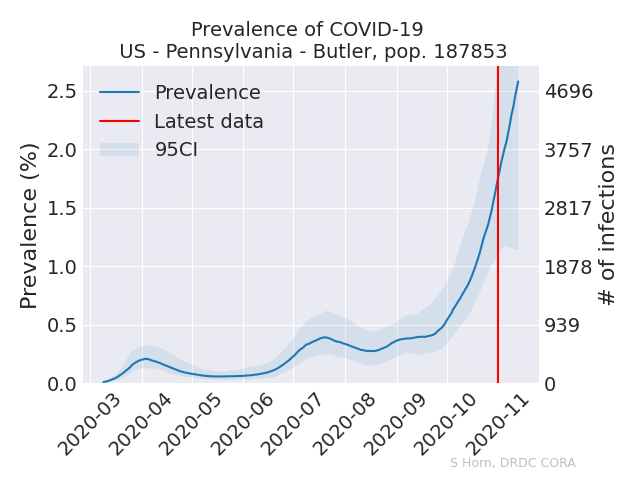 Prevalence of COVID-19
US - Pennsylvania - Butler, pop. 187853
Prevalence
Latest data
95CI
Prevalence (%)
2.5
2.0
1.5
1.0
0.5
0.0
4696
3757
2817
1878
939
0
# of infections
2020-03
2020-04
2020-05
2020-06
2020-07
2020-08
2020-09
2020-10
2020-11
S Horn, DRDC CORA